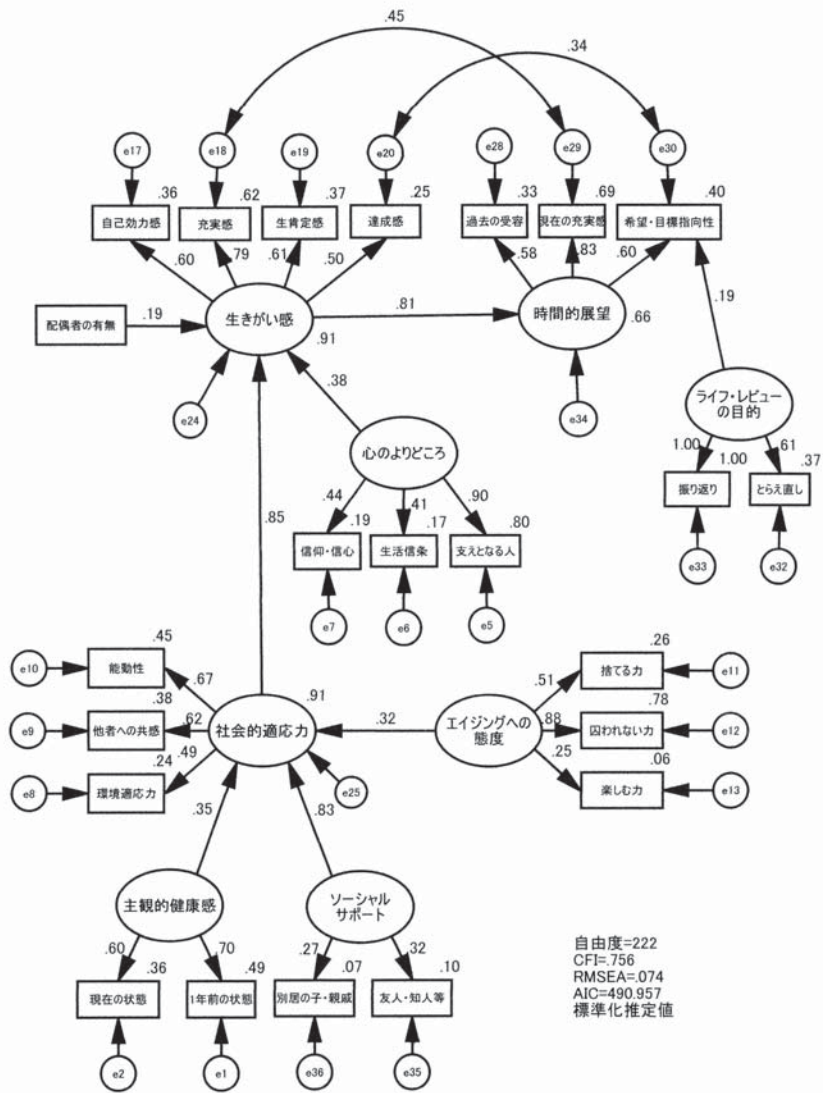 .45
.34
e17
e18
e19
e20
e28
e29
e30
.36
.62
.37
.25
.33
.69
.40
自己効力感
充実感
生肯定感
達成感
過去の受容
現在の充実感
希望・目標指向性
.60
.79
.61
.50
.58
.83
.60
.19
配偶者の有無
.19
生きがい感
.91
.81
時間的展望
.66
e24
e34
.38
ライフ・レビュー
の目的
心のよりどころ
1.00
1.00
.61
.37
振り返り
とらえ直し
e33
e32
.44
.41
.90
.19
.17
.80
信仰・信心
生活信条
支えとなる人
e7
e6
e5
.85
.45
e10
能動性
.67
.38
e9
他者への共感
.62
.24
.49
e8
環境適応力
社会的適応力
.91
e25
.32
エイジングへの
態度
.51
.26
捨てる力
e11
.88
.78
囚われない力
e12
.25
.06
楽しむ力
e13
.35
.83
主観的健康感
ソーシャル
サポート
.60
.36
.70
.49
.27
.07
.32
.10
現在の状態
1年前の状態
別居の子・親戚
友人・知人等
e2
e1
e36
e35
自由度=222
CFI=.756
RMSEA=.074
AIC=490.957
標準化推定値